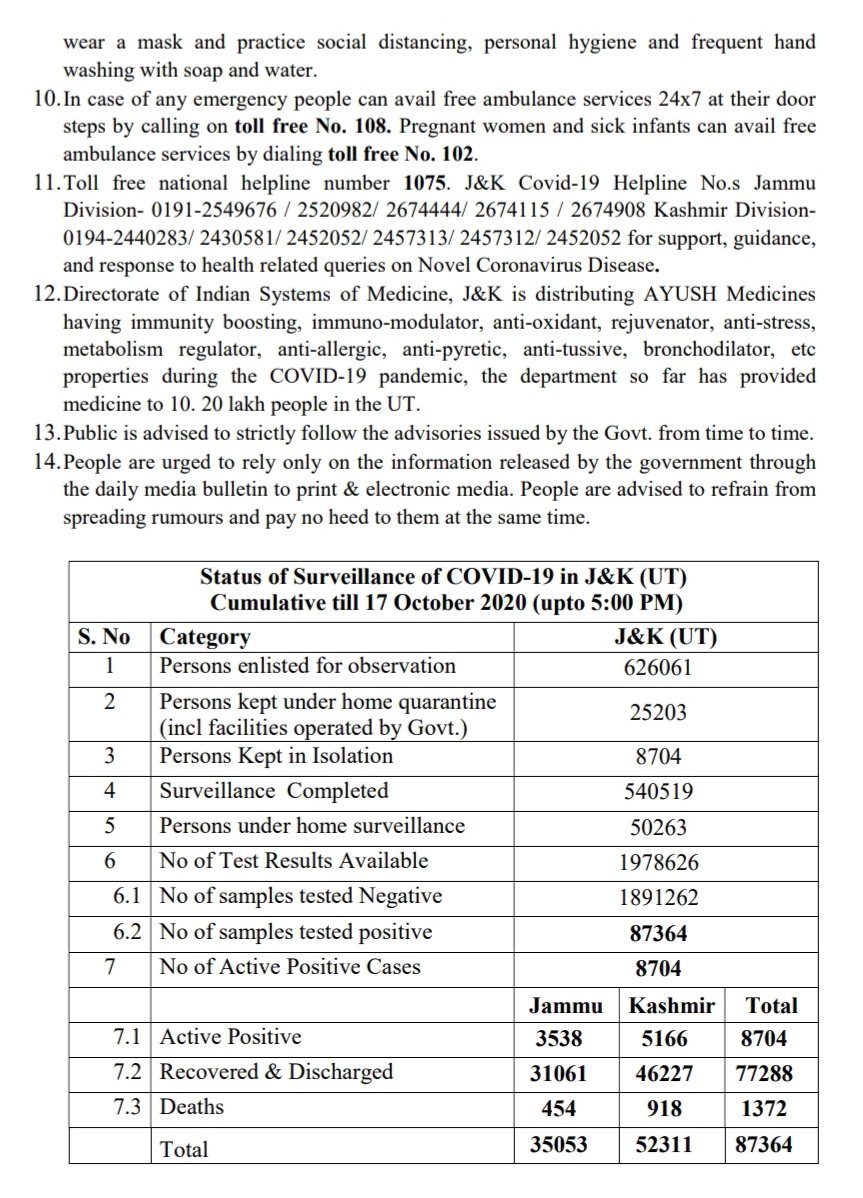 wear a mask and practice social distancing, personal hygiene and frequent hand
washing with soap and water.
10.In case of any emergency people can avail free ambulance services 24x7 at their door
steps by calling on toll free No. 108. Pregnant women and sick infants can avail free
ambulance services by dialing toll free No. 102.
11.Toll free national helpline number 1075. J&K Covid-19 Helpline No.s Jammu
Division- 0191-2549676 / 2520982/ 2674444/ 2674115 / 2674908 Kashmir Division-
0194-2440283/ 2430581/ 2452052/ 2457313/ 2457312/ 2452052 for support, guidance,
and response to health related queries on Novel Coronavirus Disease.
12.Directorate of Indian Systems of Medicine, J&K is distributing AYUSH Medicines
having immunity boosting, immuno-modulator, anti-oxidant, rejuvenator, anti-stress,
metabolism regulator, anti-allergic, anti-pyretic, anti-tussive, bronchodilator, etc
properties during the COVID-19 pandemic, the department so far has provided
medicine to 10. 20 lakh people in the UT.
13.Public is advised to strictly follow the advisories issued by the Govt. from time to time.
14.People are urged to rely only on the information released by the government through
the daily media bulletin to print & electronic media. People are advised to refrain from
spreading rumours and pay no heed to them at the same time.
Status of Surveillance of COVID-19 in J&K (UT)
Cumulative till 17 October 2020 (upto 5:00 PM)
S. No Category J&K (UT)
1 Persons enlisted for observation 626061
2 Persons kept under home quarantine
(incl facilities operated by Govt.) 25203
3 Persons Kept in Isolation 8704
4 Surveillance Completed 540519
5 Persons under home surveillance 50263
6 No of Test Results Available 1978626
6.1 No of samples tested Negative 1891262
6.2 No of samples tested positive 87364
7 No of Active Positive Cases 8704
Jammu Kashmir Total
7.1 Active Positive 3538 5166 8704
7.2 Recovered & Discharged 31061 46227 77288
7.3 Deaths 454 918 1372
Total 35053 52311 87364